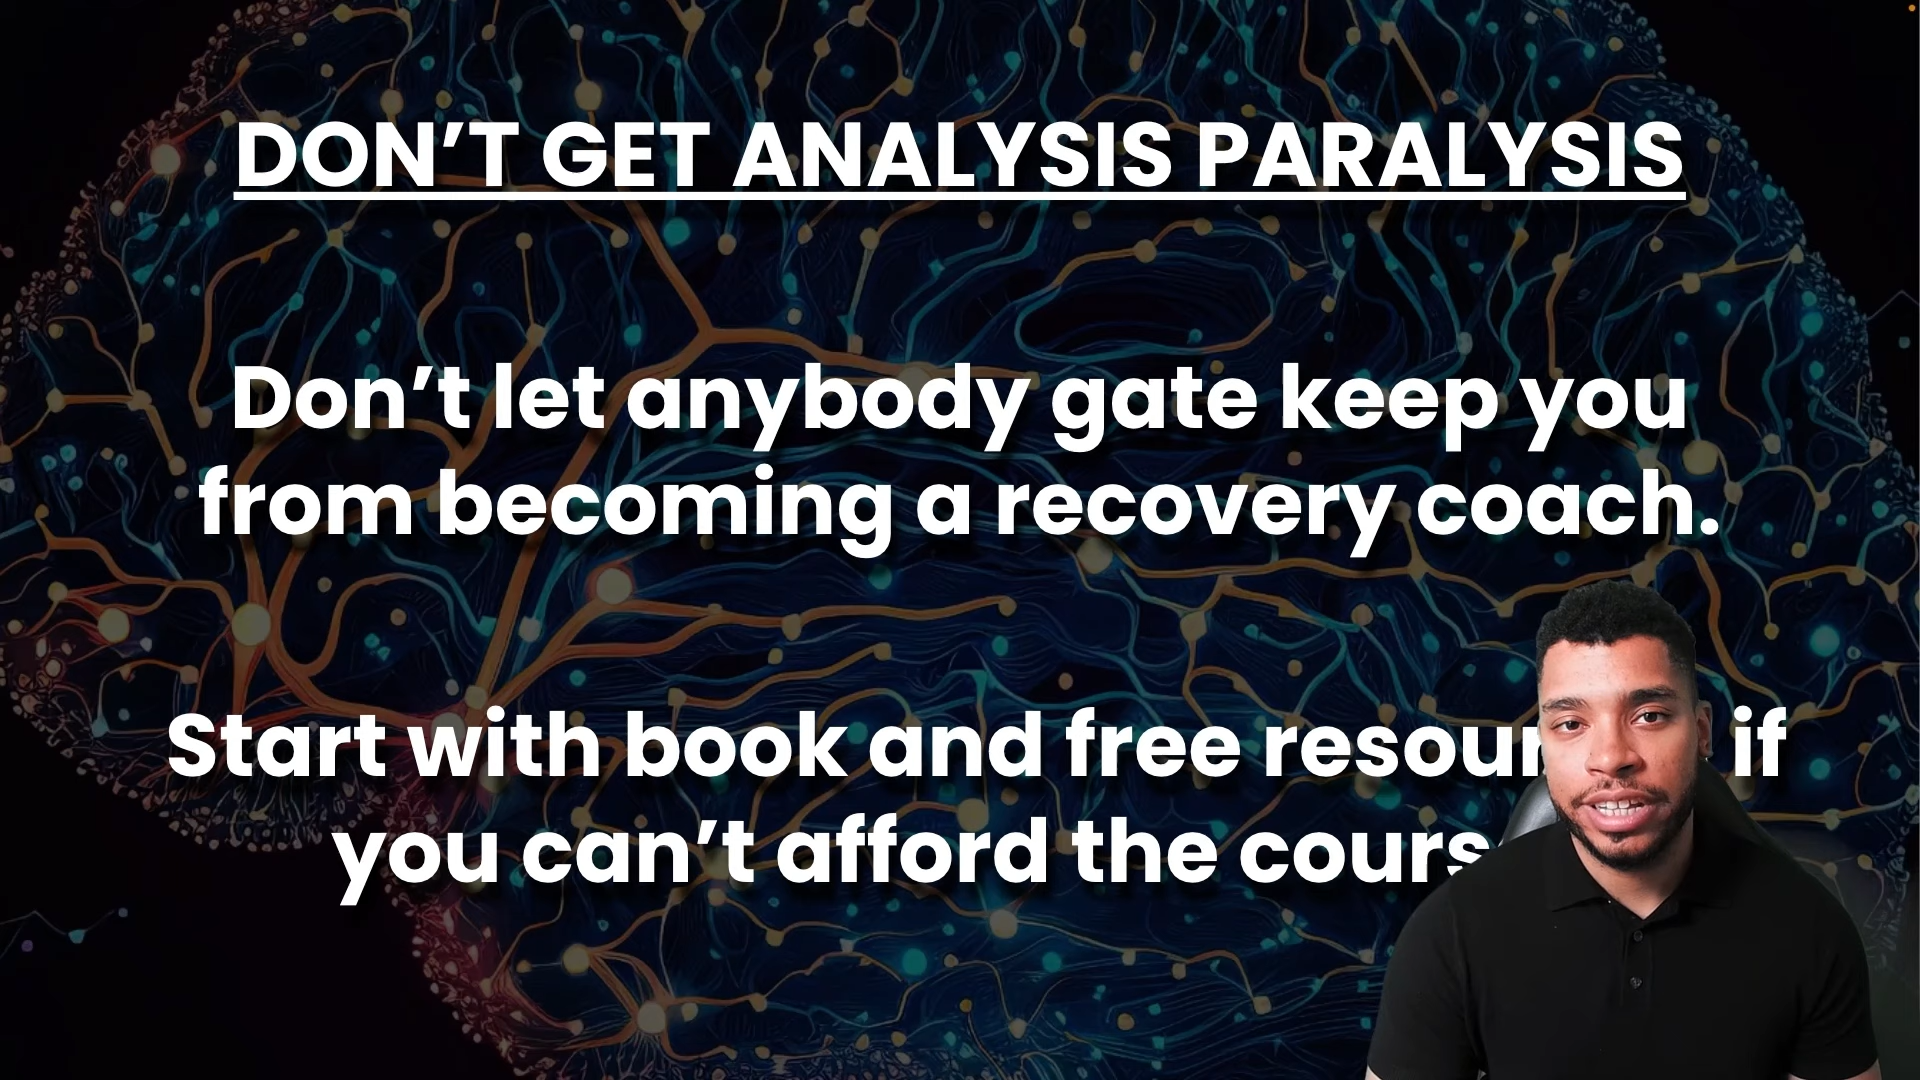 DON’T GET ANALYSIS PARALYSIS
Don’t let anybody gate keep you
from becoming a recovery coach.
Start with book and free if
you can’t afford the